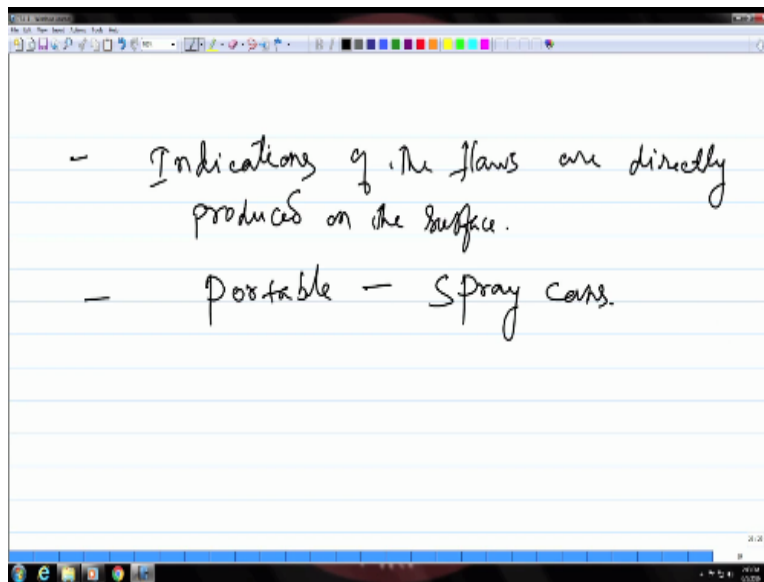 - Indications of the flaws are directly
produced on the surface.
- Portable - Spray cans.